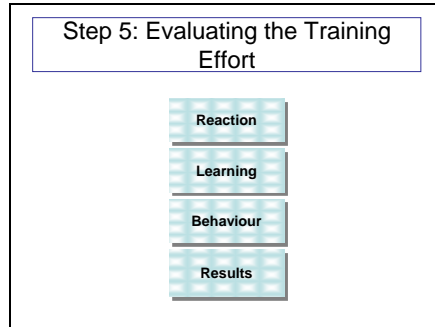 Step 5: Evaluating the Training
Effort
Reaction
Learning
Behaviour
Results